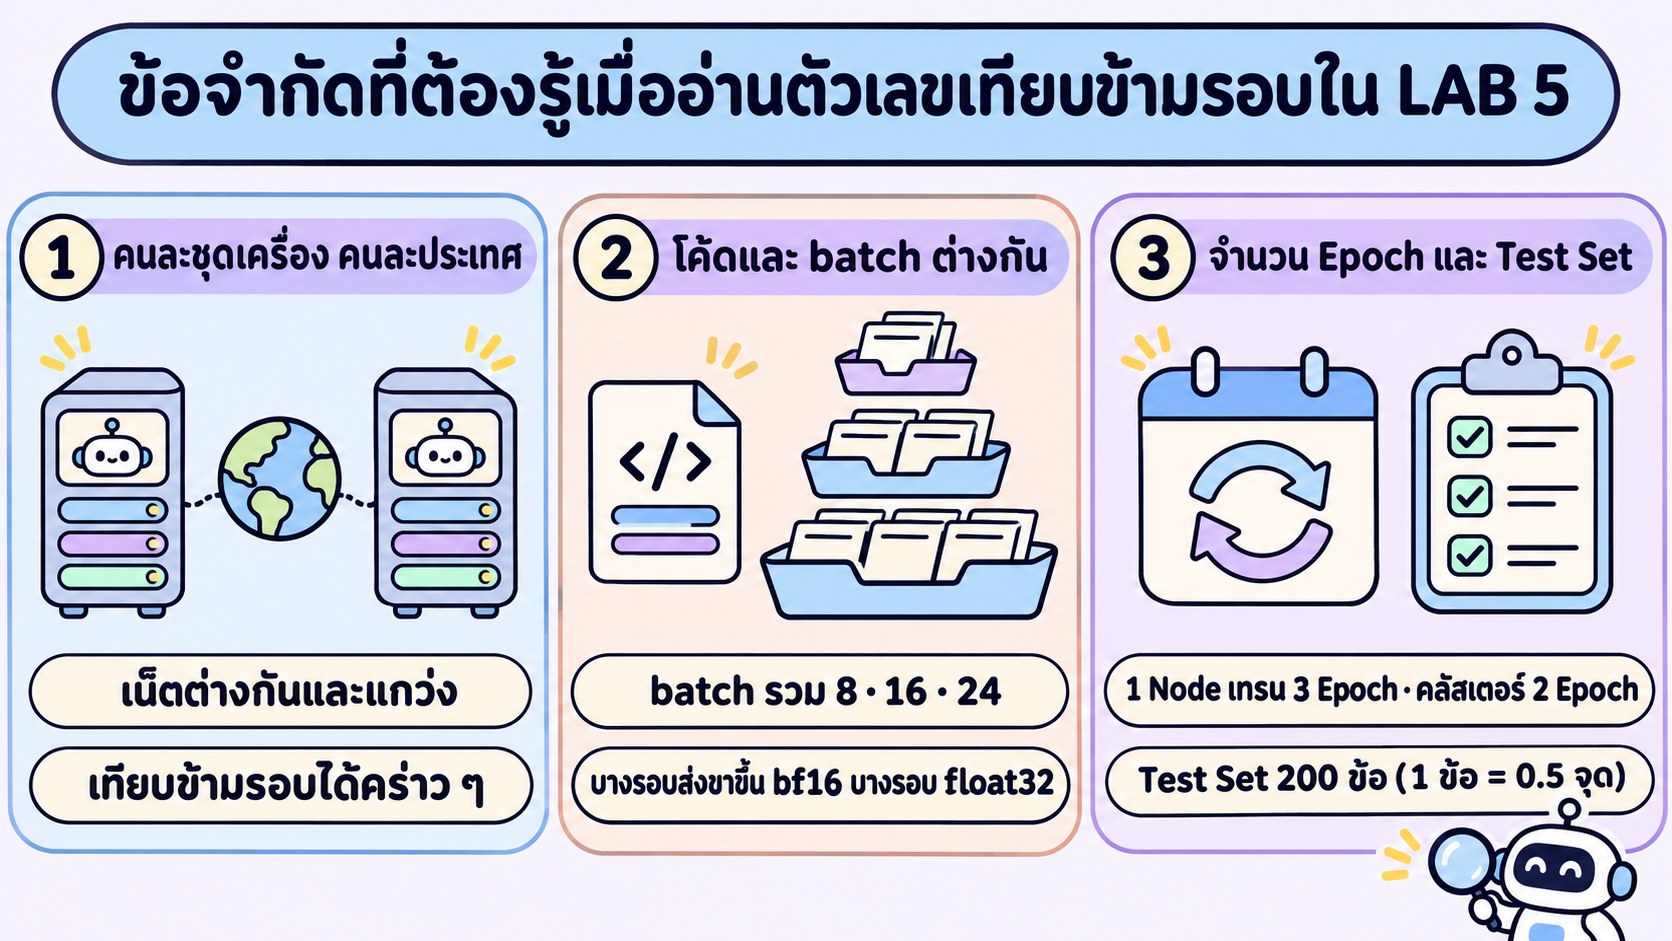 ข้อจำกัดที่ต้องรู้เมื่ออ่านตัวเลขเทียบข้ามรอบใน LAB 5
1 คนละชุดเครื่อง คนละประเทศ
เน็ตต่างกันและแกว่ง
เทียบข้ามรอบได้คร่าว ๆ
2 โค้ดและ batch ต่างกัน
</>
batch รวม 8 · 16 · 24
บางรอบส่งขาขึ้น bf16 บางรอบ float32
3 จำนวน Epoch และ Test Set
1 Node เทรน 3 Epoch · คลัสเตอร์ 2 Epoch
Test Set 200 ข้อ (1 ข้อ = 0.5 จุด)